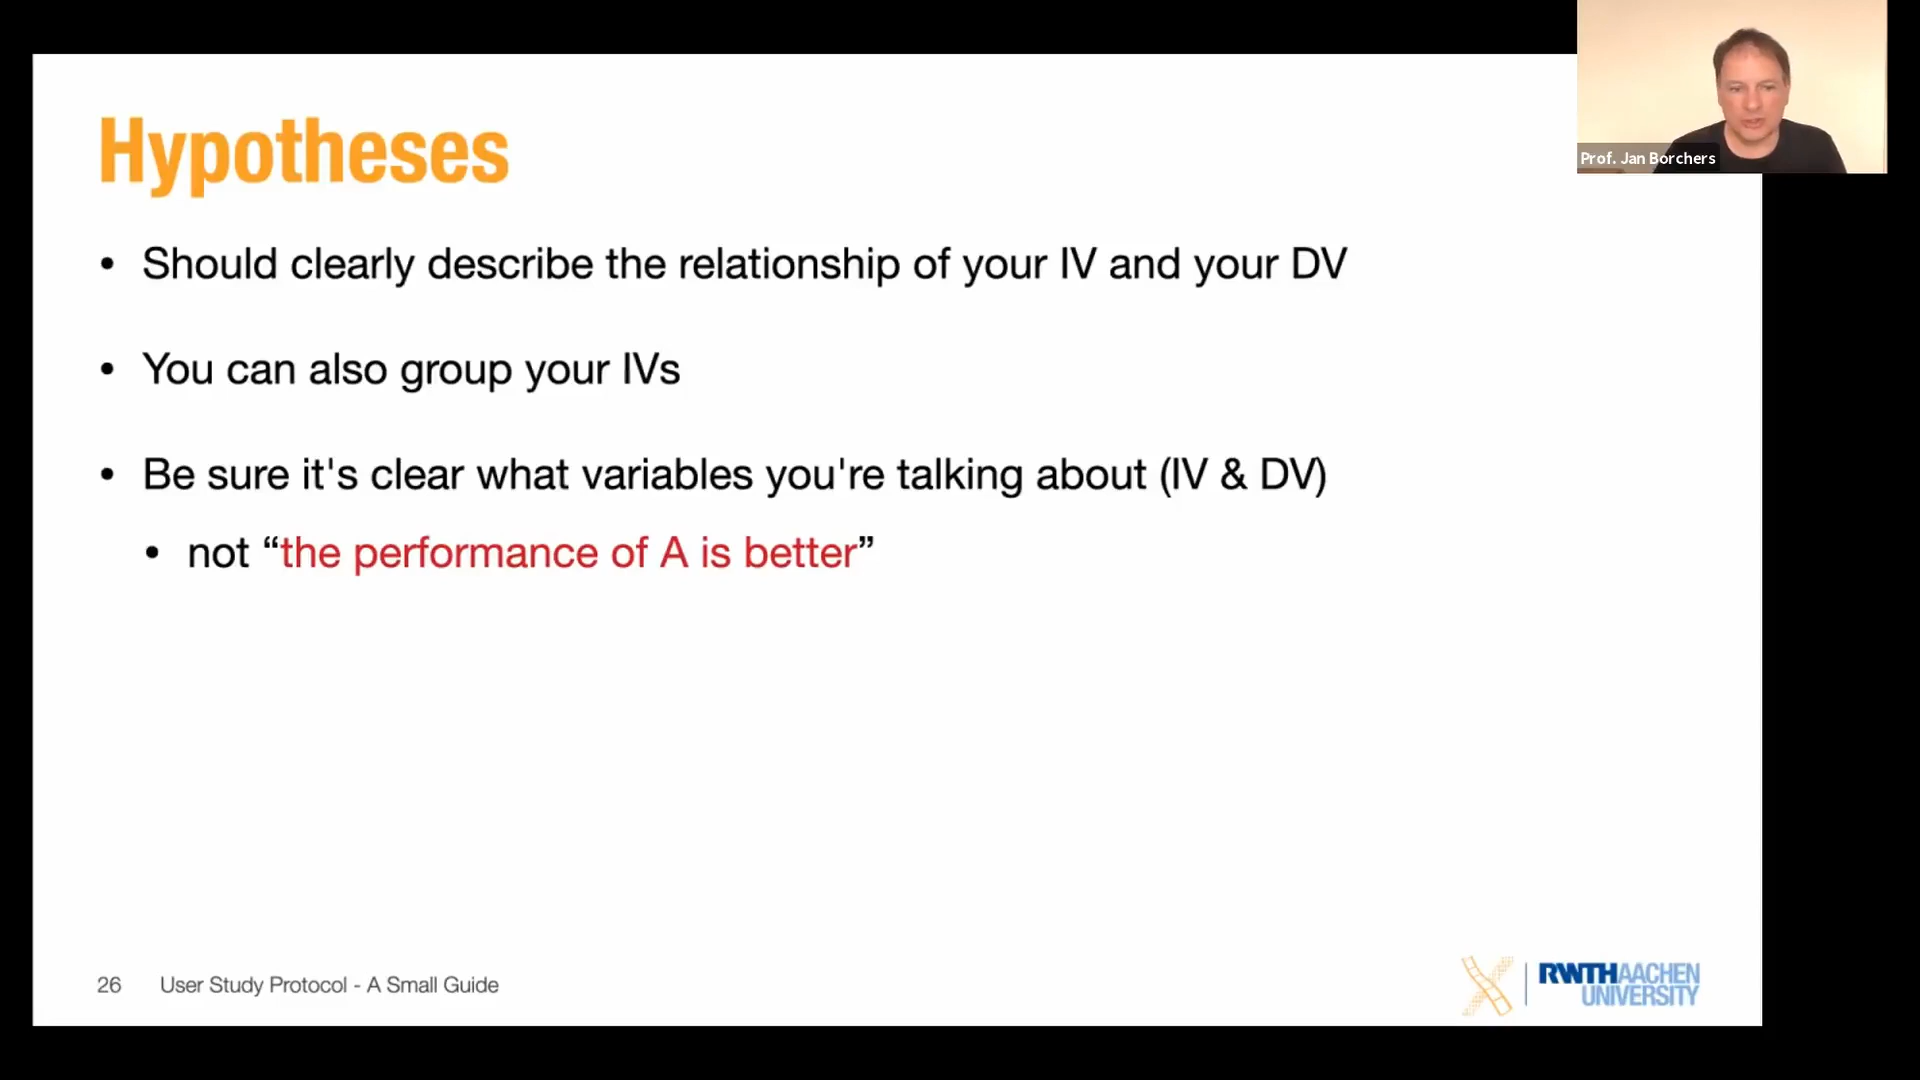 Prof. Jan Borchers
Hypotheses
• Should clearly describe the relationship of your IV and your DV
• You can also group your IVs
• Be sure it's clear what variables you're talking about (IV & DV)
• not “the performance of A is better”
26 User Study Protocol - A Small Guide
RWTHAACHEN
UNIVERSITY